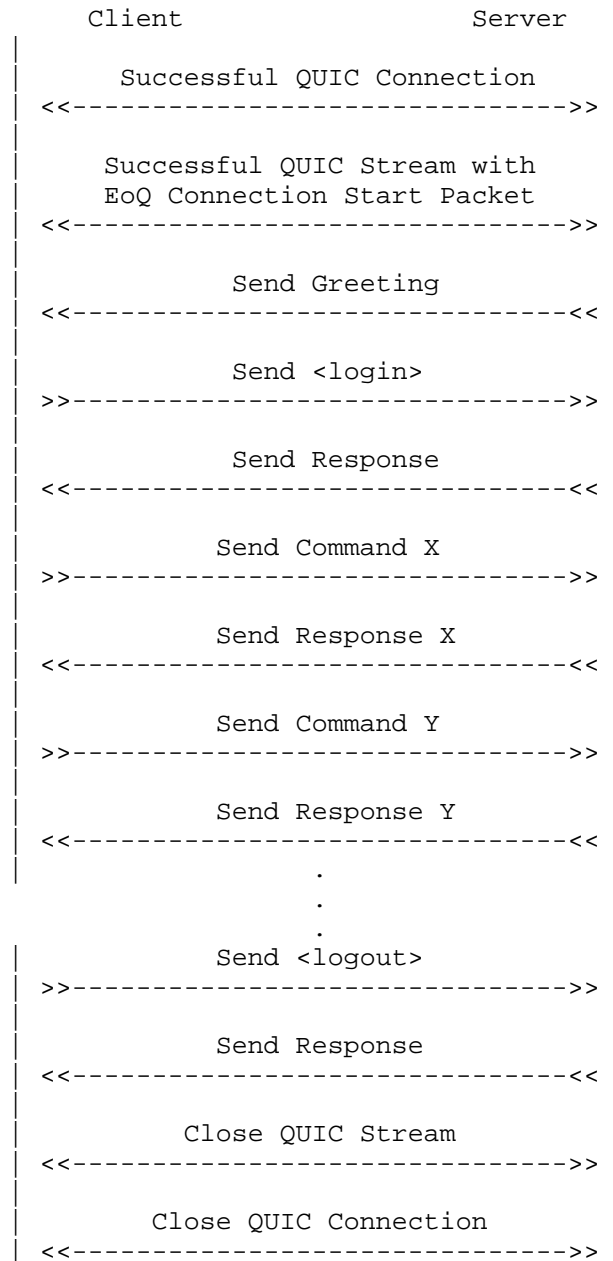 Client Server
Successful QUIC Connection
<<------------------------------->>
Successful QUIC Stream with
EoQ Connection Start Packet
<<------------------------------->>
Send Greeting
<<-------------------------------<<
Send <login>
>>------------------------------->>
Send Response
<<-------------------------------<<
Send Command X
>>------------------------------->>
Send Response X
<<-------------------------------<<
Send Command Y
>>------------------------------->>
Send Response Y
<<-------------------------------<<
.
.
.
Send <logout>
>>------------------------------->>
Send Response
<<-------------------------------<<
Close QUIC Stream
<<------------------------------->>
Close QUIC Connection
<<------------------------------->>